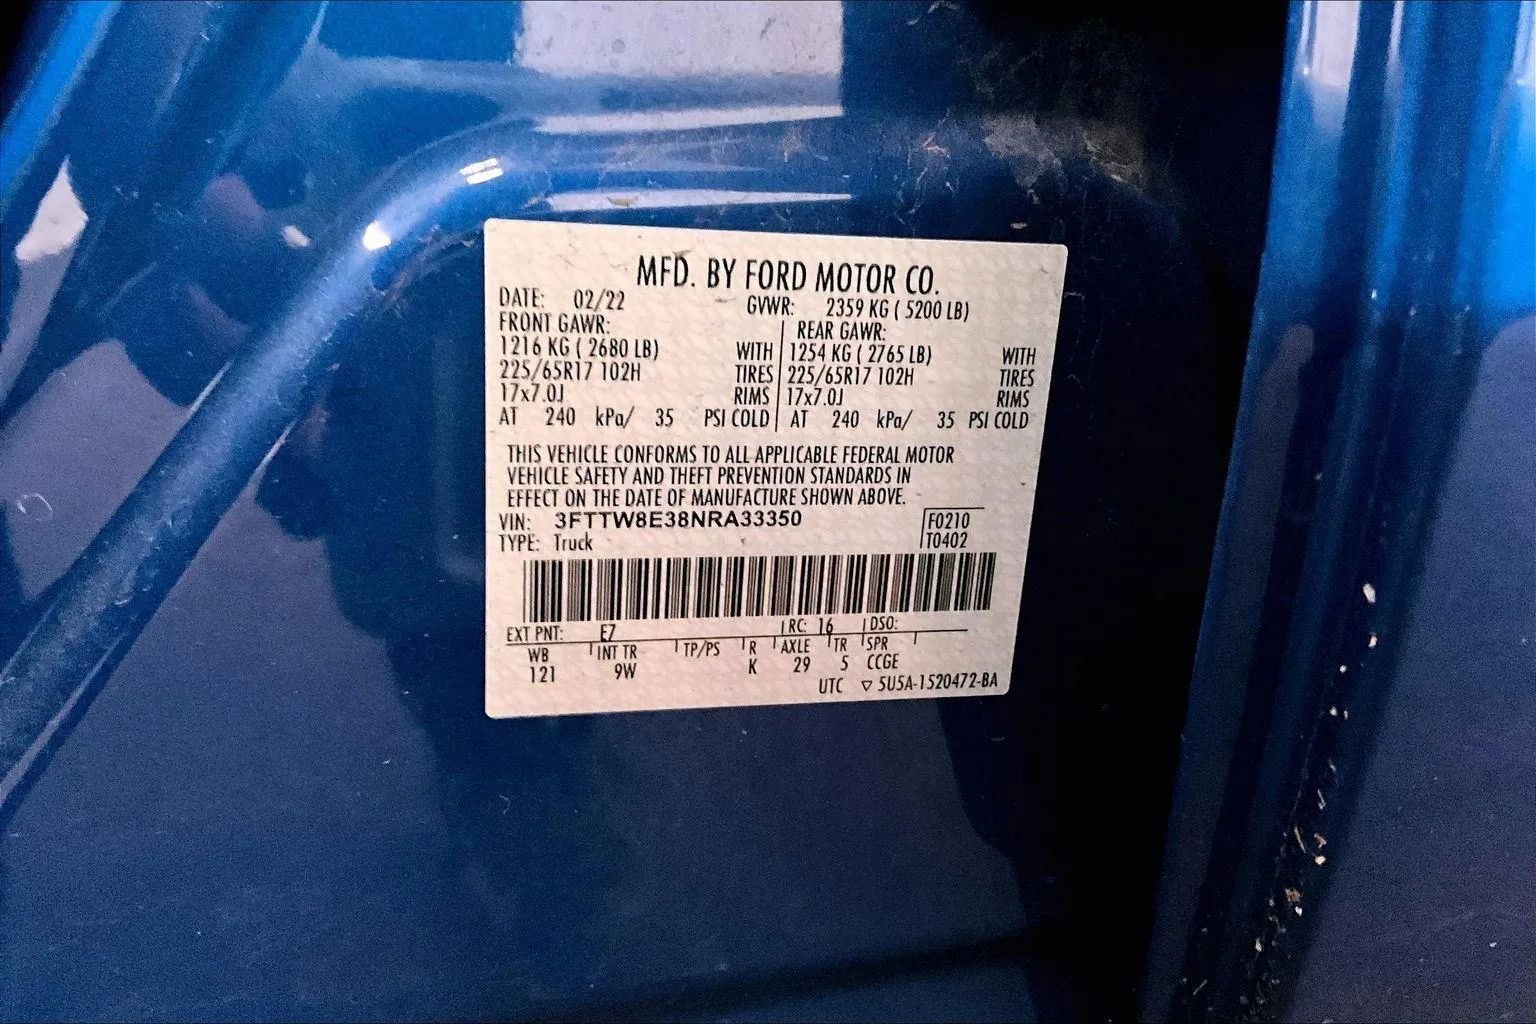 MFD. BY FORD MOTOR CO.
DATE: 02/22 GVWR: 2359 KG ( 5200 LB)
FRONT GAWR: REAR GAWR:
1216 KG ( 2680 LB) WITH 1254 KG ( 2765 LB) WITH
225/65R17 102H TIRES 225/65R17 102H TIRES
17x7.0J RIMS 17x7.0J RIMS
AT 240 kPa/ 35 PSI COLD AT 240 kPa/ 35 PSI COLD
THIS VEHICLE CONFORMS TO ALL APPLICABLE FEDERAL MOTOR
VEHICLE SAFETY AND THEFT PREVENTION STANDARDS IN
EFFECT ON THE DATE OF MANUFACTURE SHOWN ABOVE.
VIN: 3FTTW8E38NRA33350 F0210
TYPE: Truck T0402
EXT PNT: E7 RC: 16 DSO:
WB INT TR TP/PS R AXLE TR SPR
121 9W K 29 5 CCGE
UTC ▽ 5U5A-1520472-BA